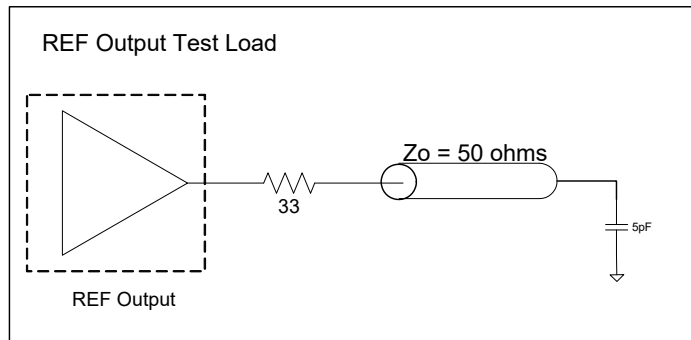 REF Output Test Load
Zo = 50 ohms
33
5pF
REF Output